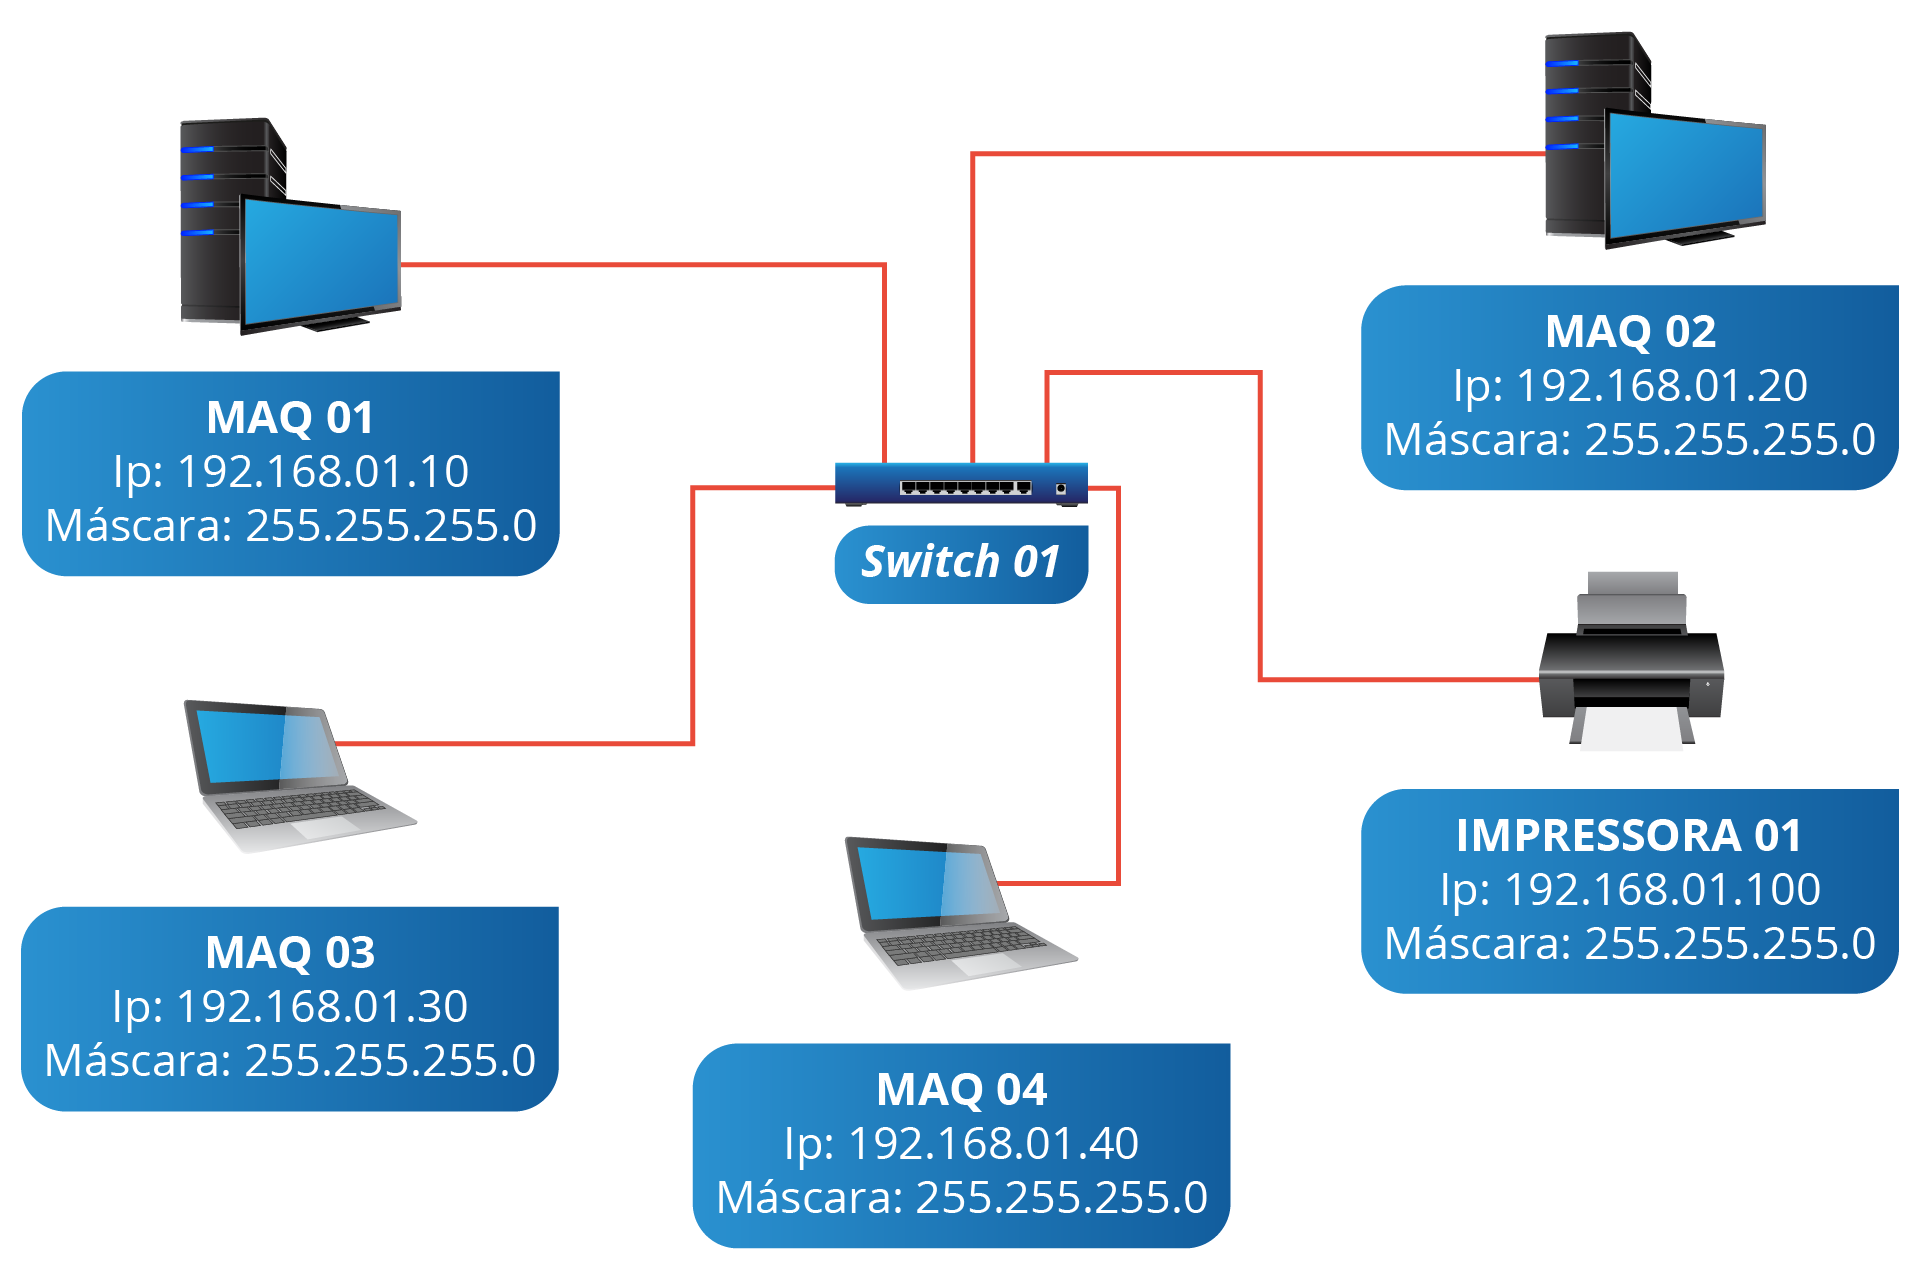 MAQ 01
Ip: 192.168.01.10
Máscara: 255.255.255.0
MAQ 02
Ip: 192.168.01.20
Máscara: 255.255.255.0
Switch 01
IMPRESSORA 01
Ip: 192.168.01.100
Máscara: 255.255.255.0
MAQ 03
Ip: 192.168.01.30
Máscara: 255.255.255.0
MAQ 04
Ip: 192.168.01.40
Máscara: 255.255.255.0